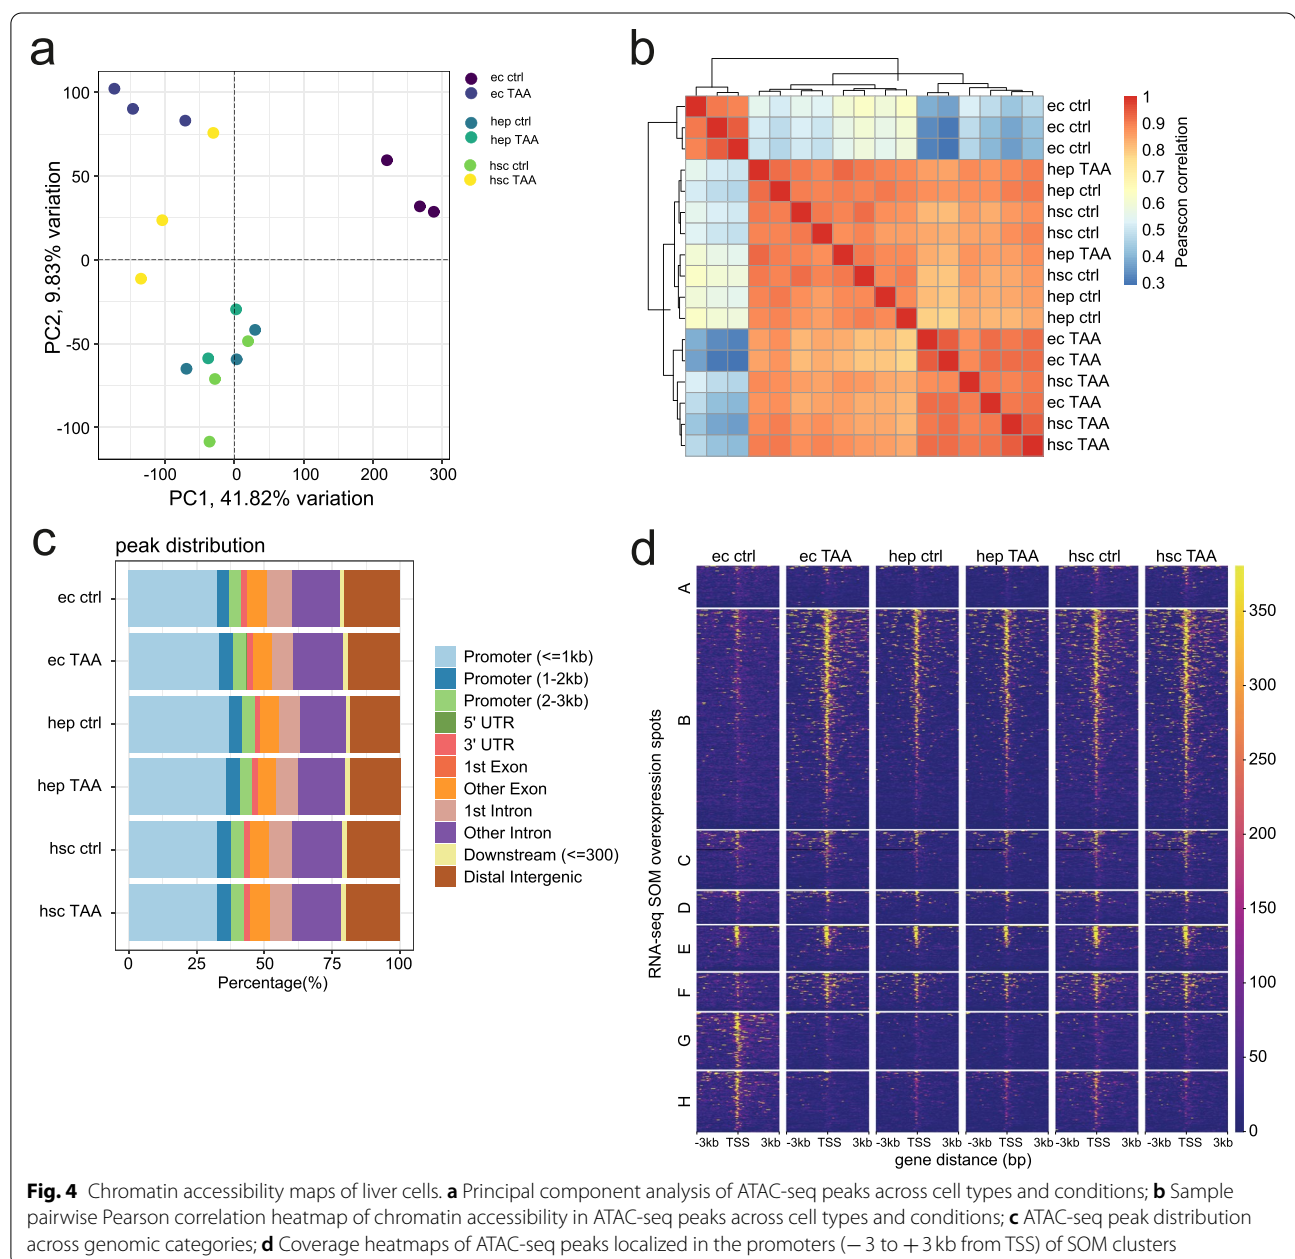 a
100
50
0
-50
-100
PC2, 9.83% variation
-100
0
100
200
300
PC1, 41.82% variation
ec ctrl
ec TAA
hep ctrl
hep TAA
hsc ctrl
hsc TAA
b
ec ctrl
ec ctrl
ec ctrl
hep TAA
hep ctrl
hsc ctrl
hsc ctrl
hep TAA
hsc ctrl
hep ctrl
hep ctrl
ec TAA
ec TAA
hsc TAA
ec TAA
hsc TAA
hsc TAA
1
0.9
0.8
0.7
0.6
0.5
0.4
0.3
Pearscon correlation
c
peak distribution
ec ctrl
ec TAA
hep ctrl
hep TAA
hsc ctrl
hsc TAA
0
25
50
75
100
Percentage(%)
Promoter (<=1kb)
Promoter (1-2kb)
Promoter (2-3kb)
5' UTR
3' UTR
1st Exon
Other Exon
1st Intron
Other Intron
Downstream (<=300)
Distal Intergenic
d
ec ctrl
ec TAA
hep ctrl
hep TAA
hsc ctrl
hsc TAA
RNA-seq SOM overexpression spots
A
B
C
D
E
F
G
H
-3kb TSS 3kb
-3kb TSS 3kb
-3kb TSS 3kb
-3kb TSS 3kb
-3kb TSS 3kb
-3kb TSS 3kb
gene distance (bp)
350
300
250
200
150
100
50
0
Fig. 4 Chromatin accessibility maps of liver cells. a Principal component analysis of ATAC-seq peaks across cell types and conditions; b Sample
pairwise Pearson correlation heatmap of chromatin accessibility in ATAC-seq peaks across cell types and conditions; c ATAC-seq peak distribution
across genomic categories; d Coverage heatmaps of ATAC-seq peaks localized in the promoters (− 3 to + 3 kb from TSS) of SOM clusters